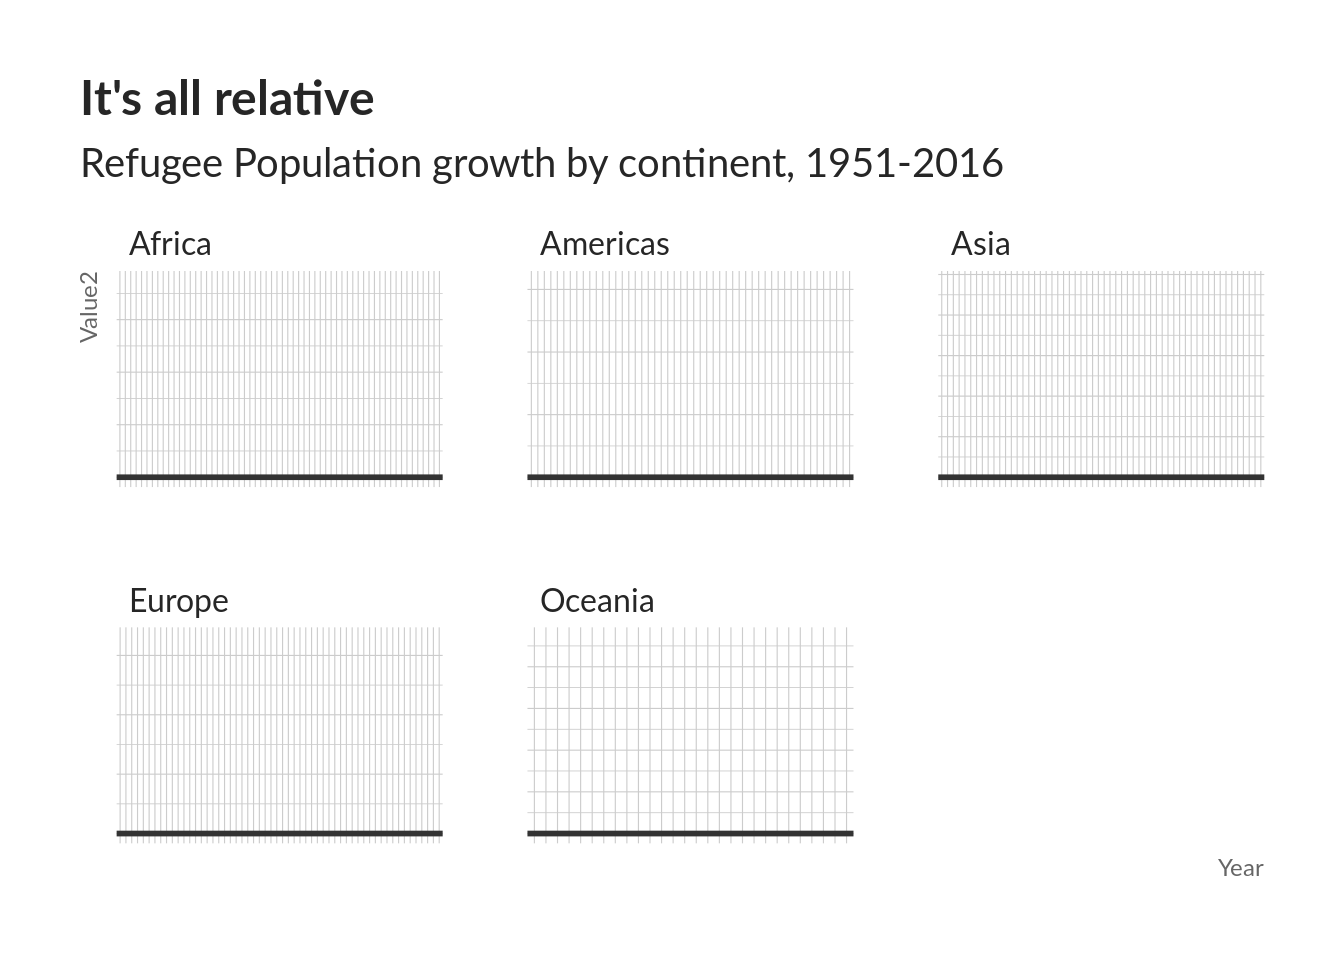 It's all relative
Refugee Population growth by continent, 1951-2016
Africa
Americas
Asia
Value2
Europe
Oceania
Year